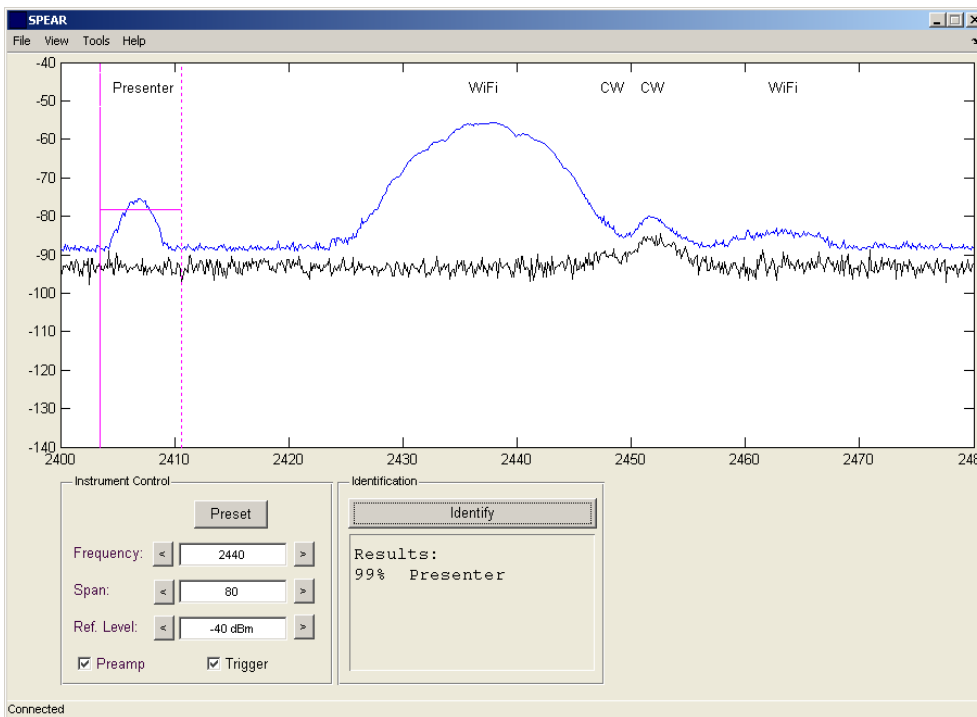 SPEAR
File View Tools Help
-40
Presenter WiFi CW CW WiFi
-50
-60
-70
-80
-90
-100
-110
-120
-130
-140
2400 2410 2420 2430 2440 2450 2460 2470 248
Instrument Control
Preset
Frequency: < 2440 >
Span: < 80 >
Ref. Level: < -40 dBm >
Preamp Trigger
Identification
Identify
Results:
99% Presenter
Connected